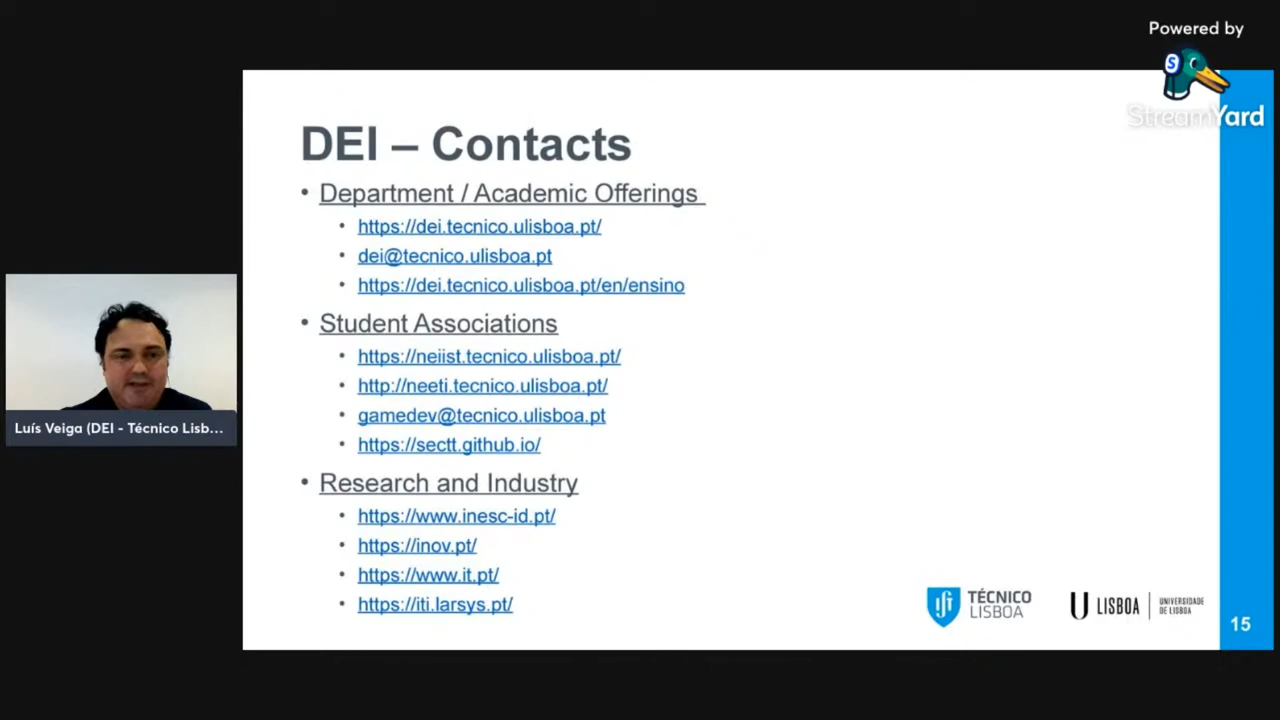 Powered by
StreamYard
DEI – Contacts
• Department / Academic Offerings
• https://dei.tecnico.ulisboa.pt/
• dei@tecnico.ulisboa.pt
• https://dei.tecnico.ulisboa.pt/en/ensino
• Student Associations
• https://neiist.tecnico.ulisboa.pt/
• http://neeti.tecnico.ulisboa.pt/
• gamedev@tecnico.ulisboa.pt
• https://sectt.github.io/
• Research and Industry
• https://www.inesc-id.pt/
• https://inov.pt/
• https://www.it.pt/
• https://iti.larsys.pt/
Luís Veiga (DEI - Técnico Lisb...
TÉCNICO
LISBOA
U LISBOA
UNIVERSIDADE
DE LISBOA
15